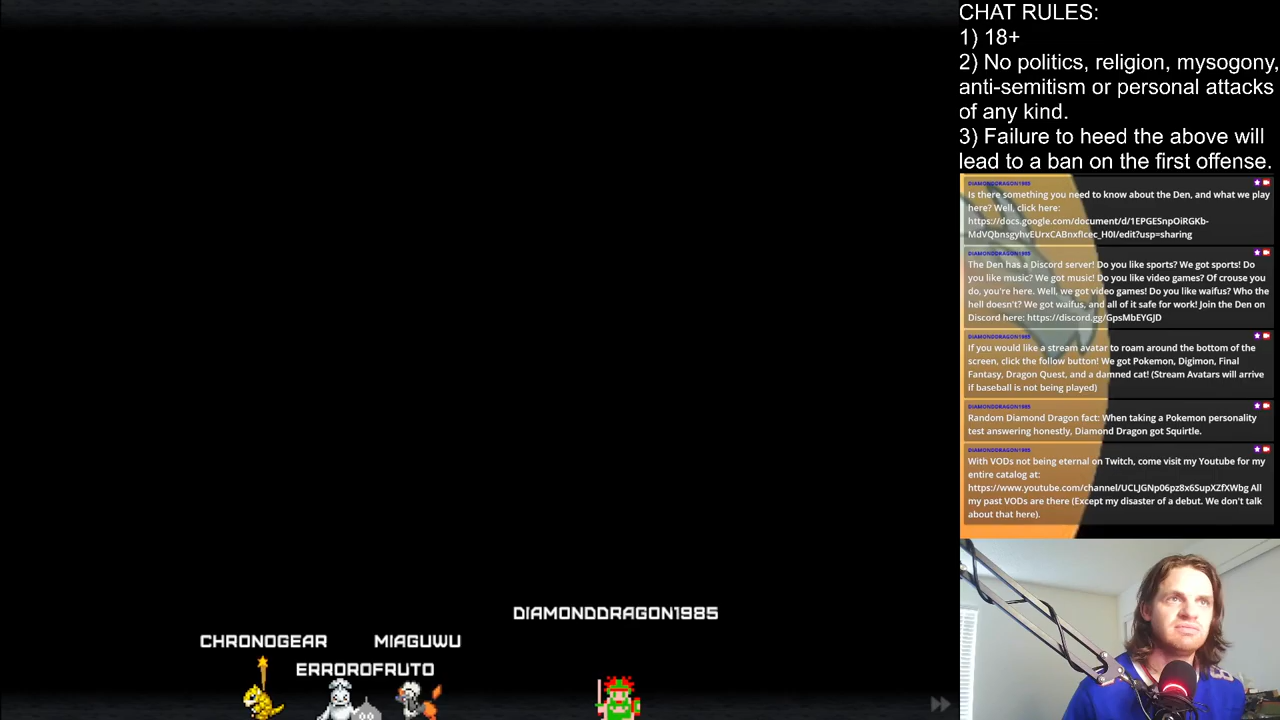 CHAT RULES:
1) 18+
2) No politics, religion, mysogony,
anti-semitism or personal attacks
of any kind.
3) Failure to heed the above will
lead to a ban on the first offense.
DIAMONDDRAGON1985
Is there something you need to know about the Den, and what we play
here? Well, click here:
https://docs.google.com/document/d/1EPGESnpOiRGKb-
MdVQbnsgyhvEUrxCABnxfIcec_H0I/edit?usp=sharing
DIAMONDDRAGON1985
The Den has a Discord server! Do you like sports? We got sports! Do
you like music? We got music! Do you like video games? Of crouse you
do, you're here. Well, we got video games! Do you like waifus? Who the
hell doesn't? We got waifus, and all of it safe for work! Join the Den on
Discord here: https://discord.gg/GpsMbEYGJD
DIAMONDDRAGON1985
If you would like a stream avatar to roam around the bottom of the
screen, click the follow button! We got Pokemon, Digimon, Final
Fantasy, Dragon Quest, and a damned cat! (Stream Avatars will arrive
if baseball is not being played)
DIAMONDDRAGON1985
Random Diamond Dragon fact: When taking a Pokemon personality
test answering honestly, Diamond Dragon got Squirtle.
DIAMONDDRAGON1985
With VODs not being eternal on Twitch, come visit my Youtube for my
entire catalog at:
https://www.youtube.com/channel/UCLJGNp06pz8x6SupXZfXWbg All
my past VODs are there (Except my disaster of a debut. We don't talk
about that here).
DIAMONDDRAGON1985
CHRONOGEAR
MIAGUWU
ERROROFRUTO